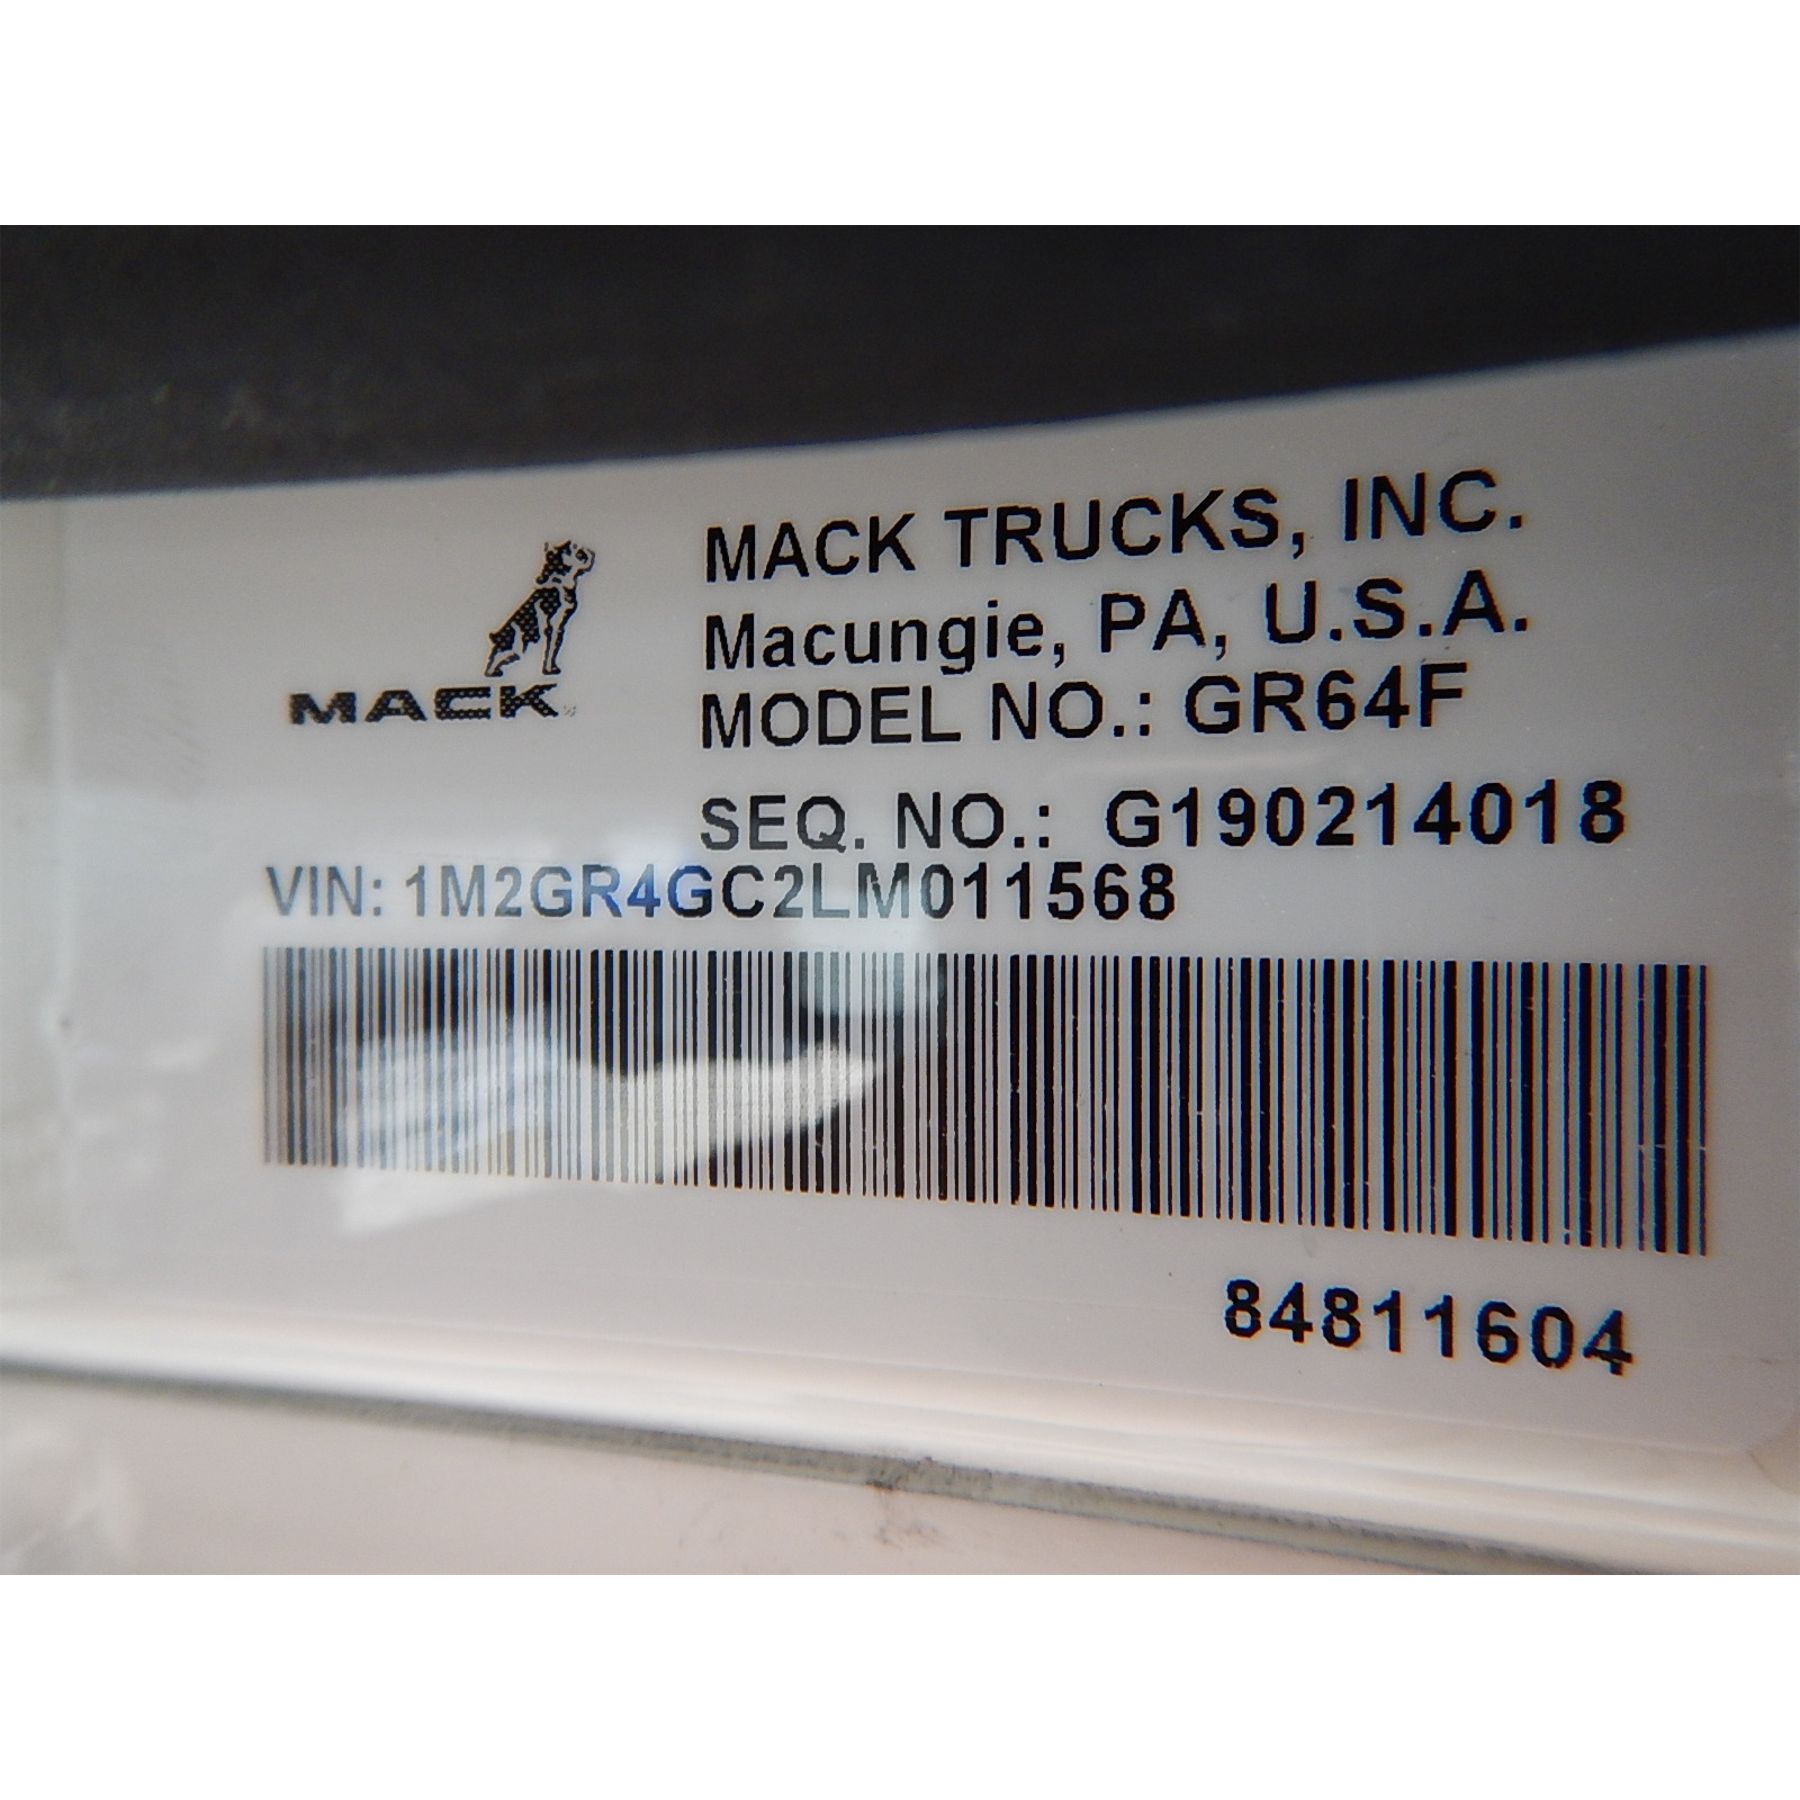 MACK TRUCKS, INC.
Macungie, PA, U.S.A.
MACK
MODEL NO.: GR64F
SEQ. NO.: G190214018
VIN: 1M2GR4GC2LM011568
84811604